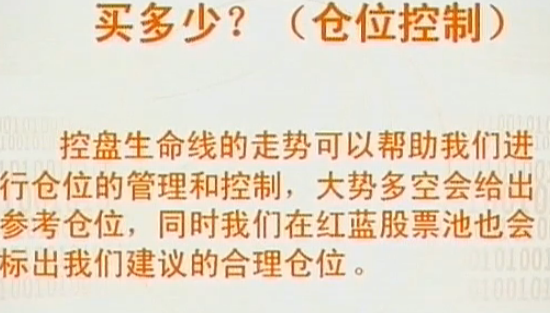 买多少？（仓位控制）
控盘生命线的走势可以帮助我们进
行仓位的管理和控制，大势多空会给出
参考仓位，同时我们在红蓝股票池也会
标出我们建议的合理仓位。